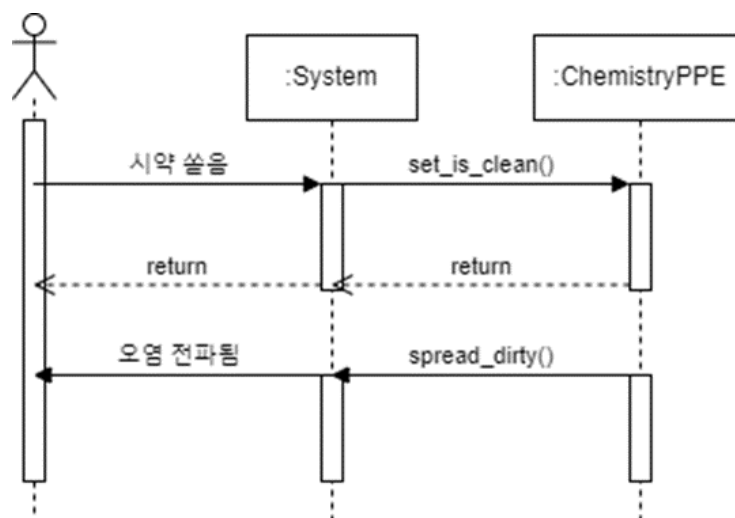 :System
:ChemistryPPE
시약 쏟음
set_is_clean()
return
return
오염 전파됨
spread_dirty()